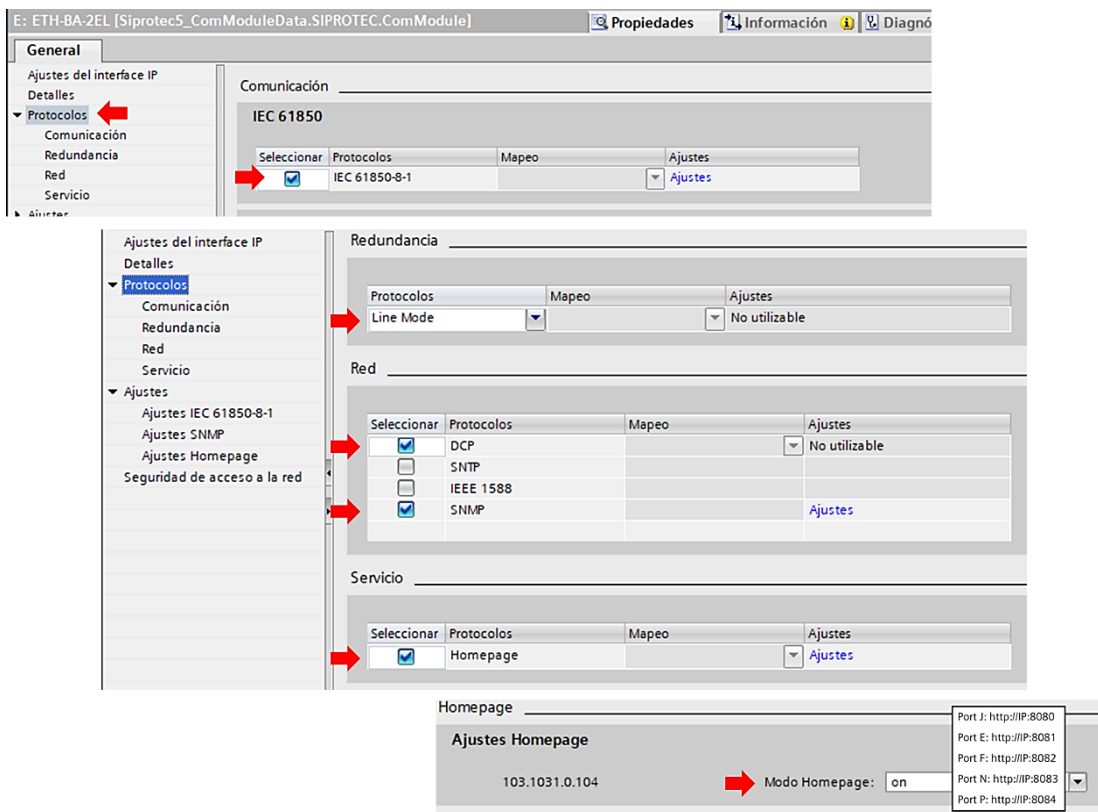 E: ETH-BA-2EL [Siprotec5_ComModuleData.SIPROTEC.ComModule]
Propiedades
Información
Diagnó
General
Ajustes del interface IP
Detalles
Protocolos
Comunicación
Redundancia
Red
Servicio
Ajustes
Comunicación
IEC 61850
Seleccionar Protocolos Mapeo Ajustes
IEC 61850-8-1 Ajustes
Ajustes del interface IP
Detalles
Protocolos
Comunicación
Redundancia
Red
Servicio
Ajustes
Ajustes IEC 61850-8-1
Ajustes SNMP
Ajustes Homepage
Seguridad de acceso a la red
Redundancia
Protocolos Mapeo Ajustes
Line Mode No utilizable
Red
Seleccionar Protocolos Mapeo Ajustes
DCP No utilizable
SNTP
IEEE 1588
SNMP Ajustes
Servicio
Seleccionar Protocolos Mapeo Ajustes
Homepage Ajustes
Homepage
Ajustes Homepage
103.1031.0.104 Modo Homepage: on
Port J: http://IP:8080
Port E: http://IP:8081
Port F: http://IP:8082
Port N: http://IP:8083
Port P: http://IP:8084